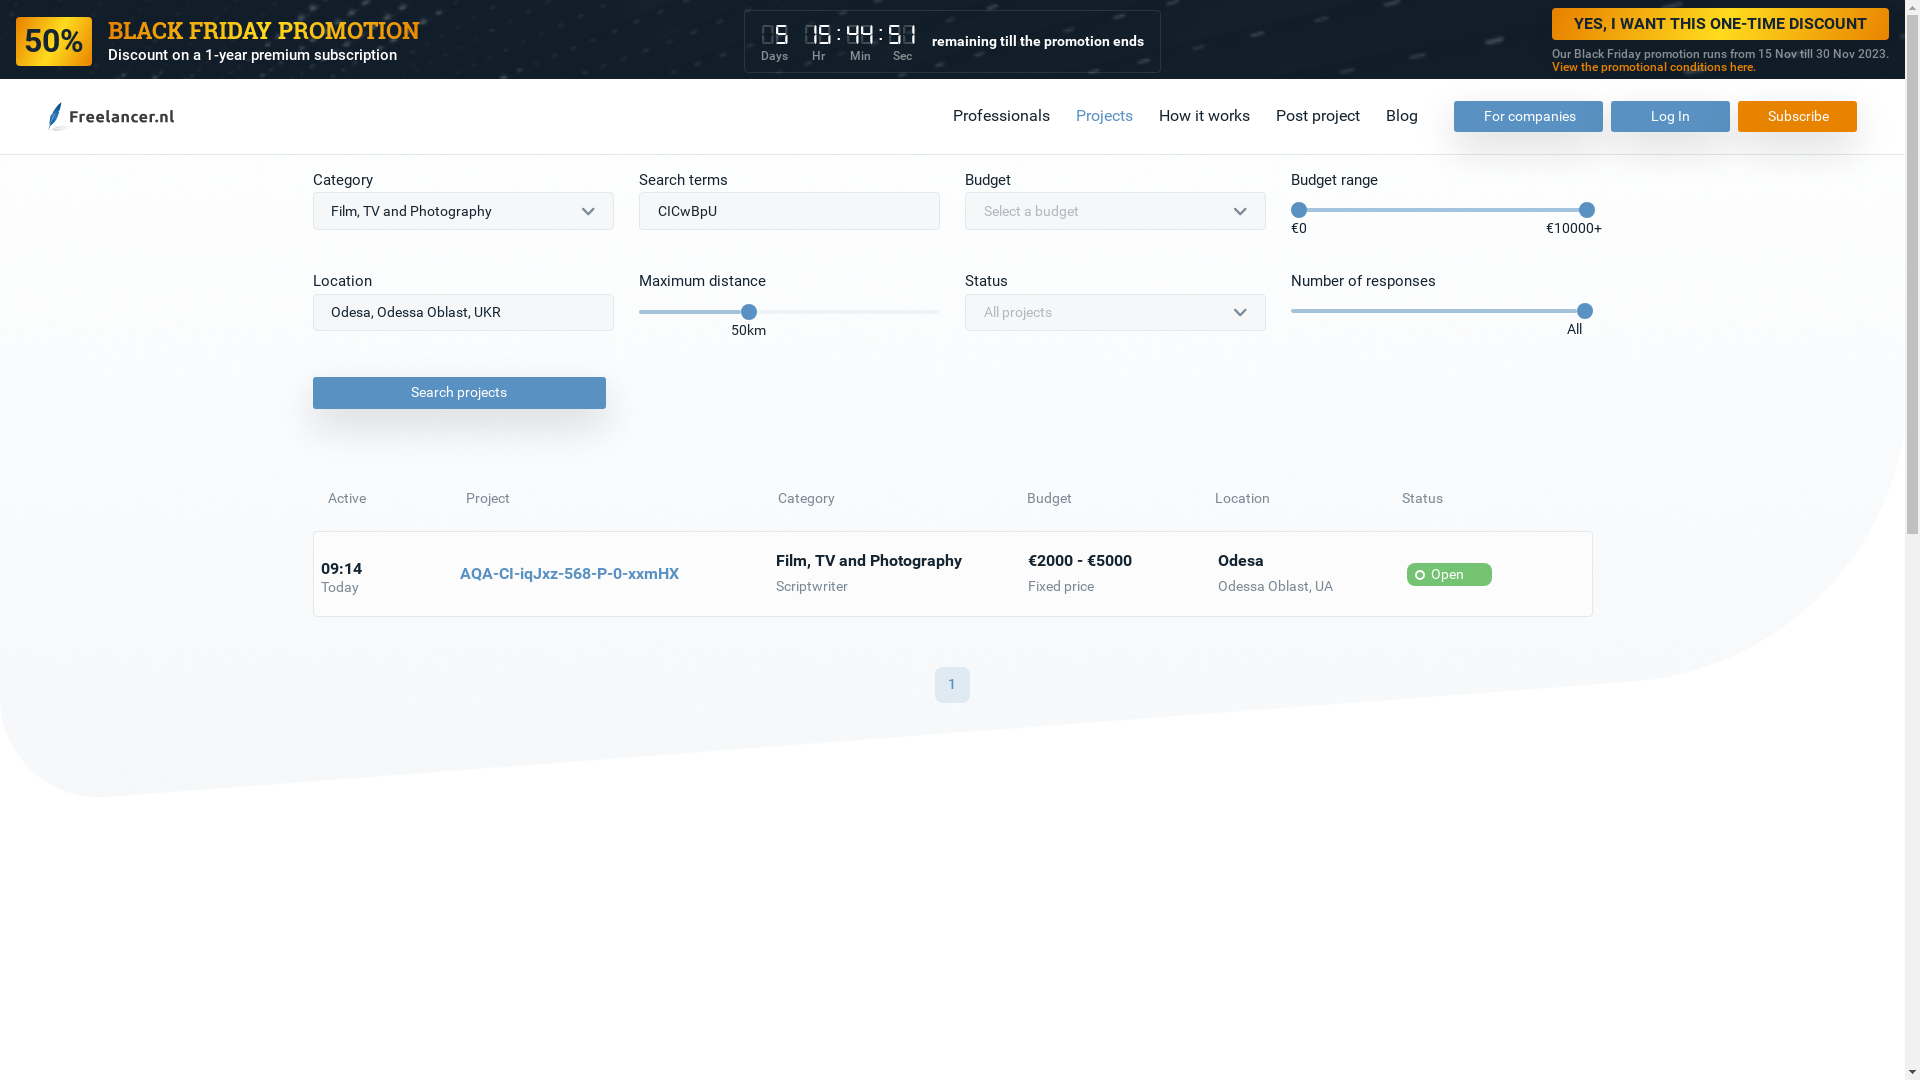 50%
BLACK FRIDAY PROMOTION
Discount on a 1-year premium subscription
5 15:44:51
Days Hr Min Sec
remaining till the promotion ends
YES, I WANT THIS ONE-TIME DISCOUNT
Our Black Friday promotion runs from 15 Nov till 30 Nov 2023.
View the promotional conditions here.
Freelancer.nl
Professionals
Projects
How it works
Post project
Blog
For companies
Log In
Subscribe
Category
Search terms
Budget
Budget range
Film, TV and Photography
CICwBpU
Select a budget
€0
€10000+
Location
Maximum distance
Status
Number of responses
Odesa, Odessa Oblast, UKR
50km
All projects
All
Search projects
Active
Project
Category
Budget
Location
Status
09:14
Today
AQA-CI-iqJxz-568-P-0-xxmHX
Film, TV and Photography
Scriptwriter
€2000 - €5000
Fixed price
Odesa
Odessa Oblast, UA
Open
1